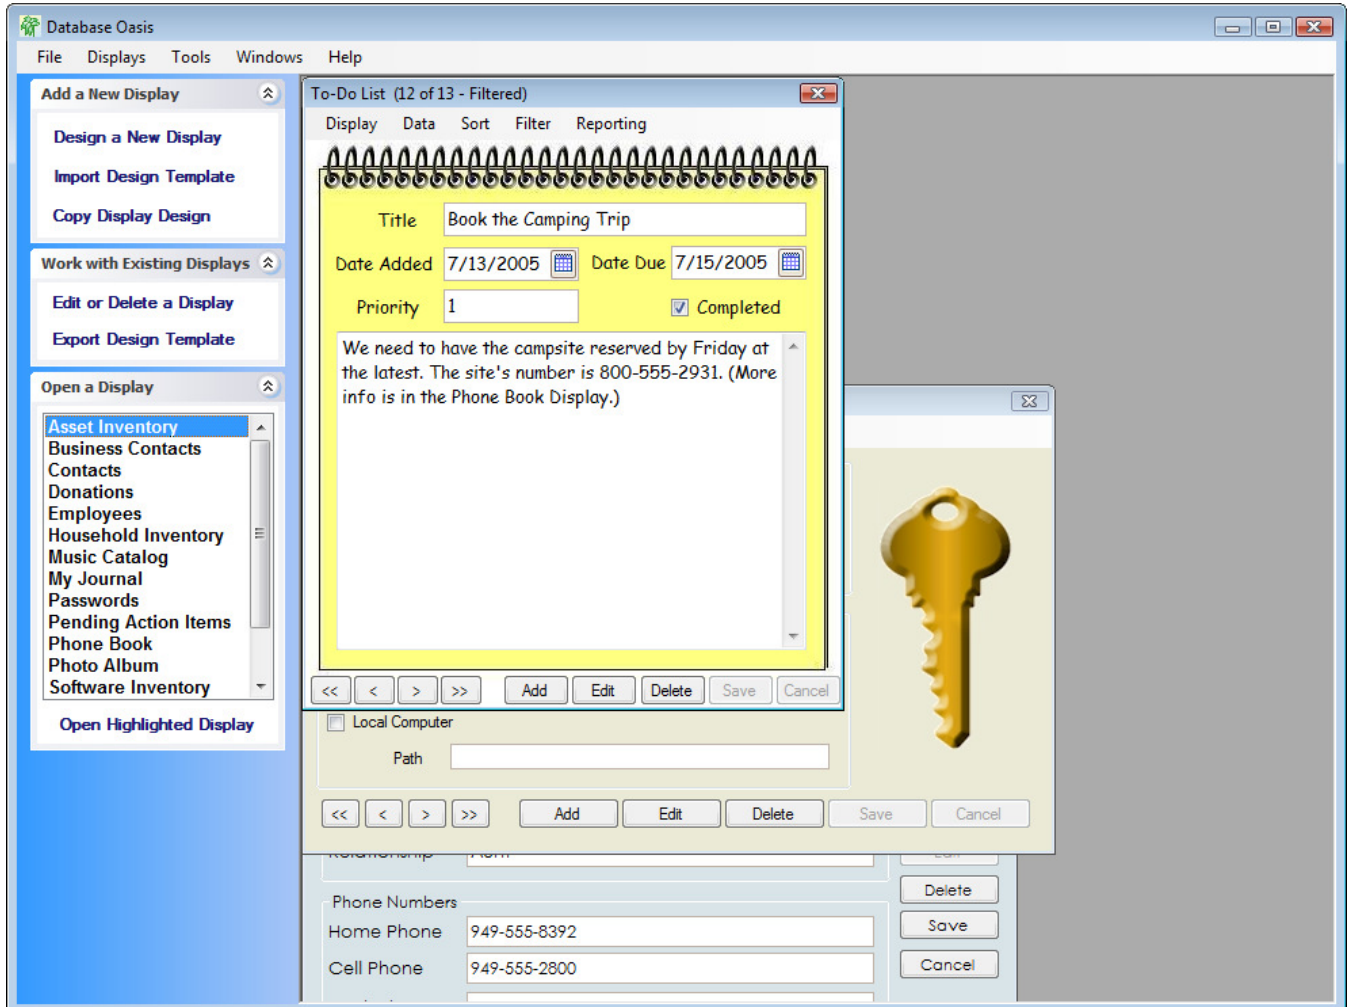 Database Oasis
File Displays Tools Windows Help
Add a New Display
Design a New Display
Import Design Template
Copy Display Design
Work with Existing Displays
Edit or Delete a Display
Export Design Template
Open a Display
Asset Inventory
Business Contacts
Contacts
Donations
Employees
Household Inventory
Music Catalog
My Journal
Passwords
Pending Action Items
Phone Book
Photo Album
Software Inventory
Open Highlighted Display
To-Do List (12 of 13 - Filtered)
Display Data Sort Filter Reporting
Title Book the Camping Trip
Date Added 7/13/2005 Date Due 7/15/2005
Priority 1 Completed
We need to have the campsite reserved by Friday at
the latest. The site's number is 800-555-2931. (More
info is in the Phone Book Display.)
<< < > >> Add Edit Delete Save Cancel
Local Computer
Path
<< < > >> Add Edit Delete Save Cancel
Relationship
Edit
Delete
Phone Numbers
Save
Home Phone 949-555-8392
Cancel
Cell Phone 949-555-2800